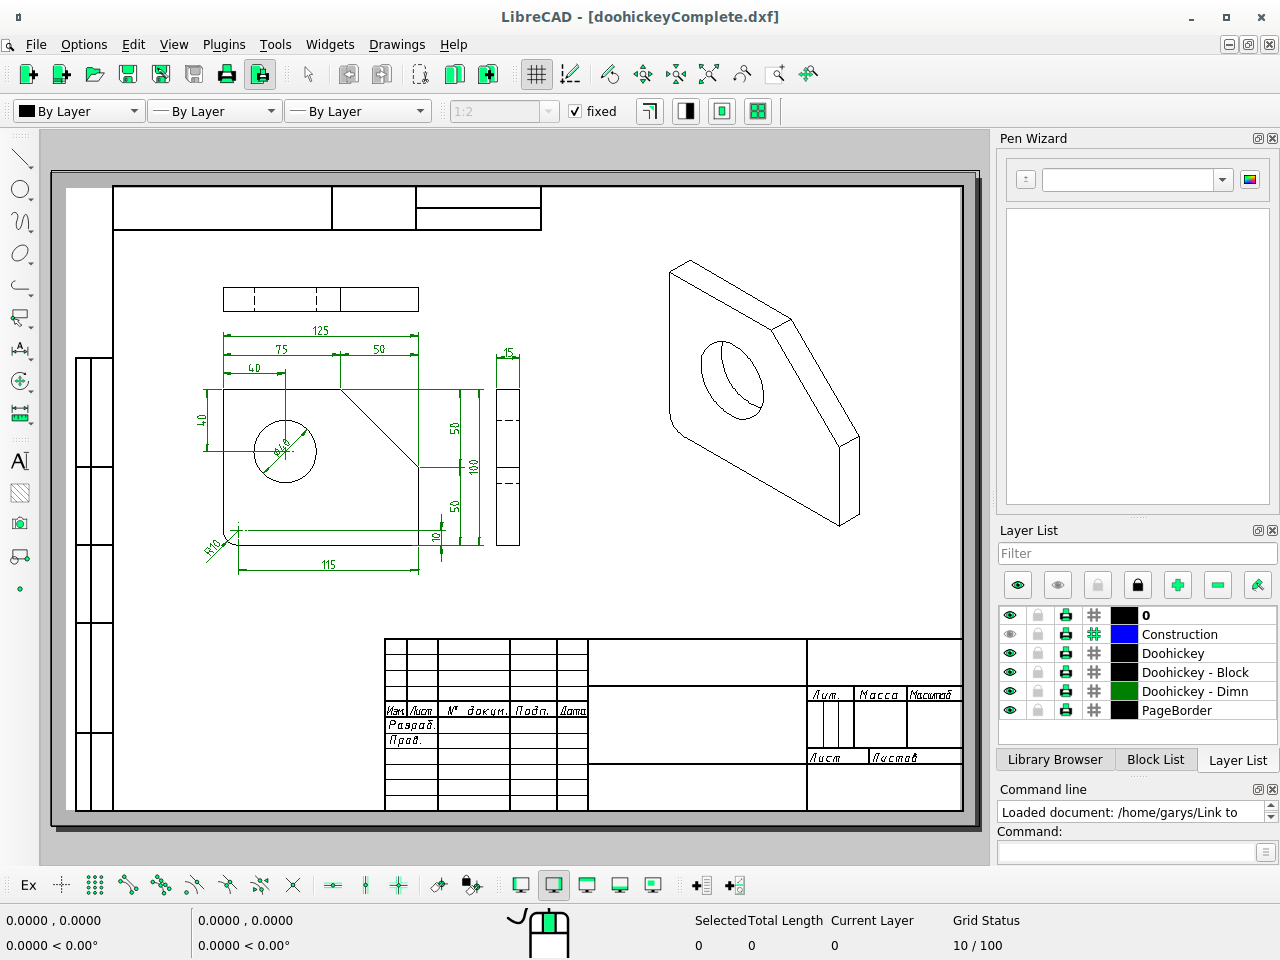 LibreCAD - [doohickeyComplete.dxf]
File Options Edit View Plugins Tools Widgets Drawings Help
By Layer By Layer By Layer 1:2 fixed
Pen Wizard
125
75 50
40
15
40
Ø40
50
100
50
10
R10
115
Layer List
Filter
0
Construction
Doohickey
Doohickey - Block
Doohickey - Dimn
PageBorder
Лит. Масса Масштаб
Изм. Лист № докум. Подп. Дата
Разраб.
Пров.
Лист Листов
Library Browser Block List Layer List
Command line
Loaded document: /home/garys/Link to
Command:
Ex
0.0000 , 0.0000 0.0000 , 0.0000 Selected Total Length Current Layer Grid Status
0.0000 < 0.00° 0.0000 < 0.00° 0 0 0 10 / 100